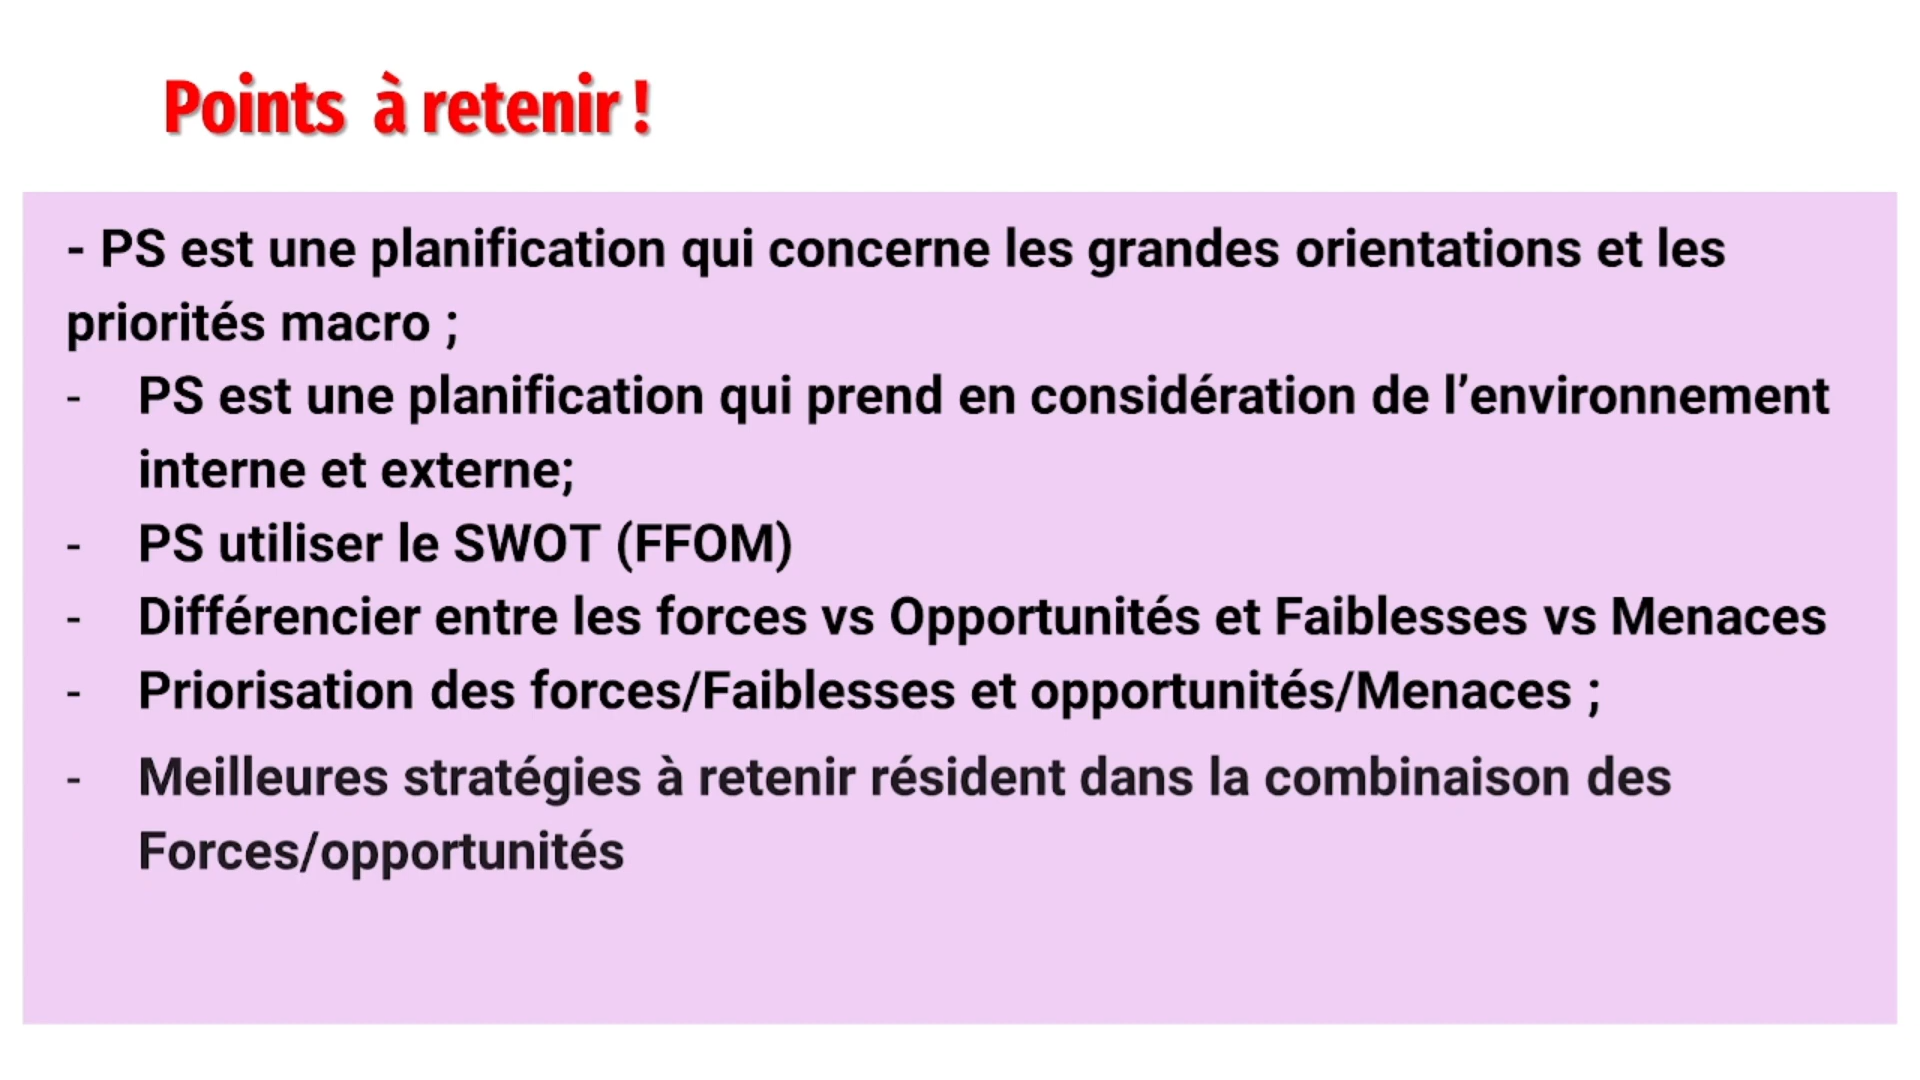 Points à retenir !
- PS est une planification qui concerne les grandes orientations et les
priorités macro ;
- PS est une planification qui prend en considération de l’environnement
interne et externe;
- PS utiliser le SWOT (FFOM)
- Différencier entre les forces vs Opportunités et Faiblesses vs Menaces
- Priorisation des forces/Faiblesses et opportunités/Menaces ;
- Meilleures stratégies à retenir résident dans la combinaison des
Forces/opportunités